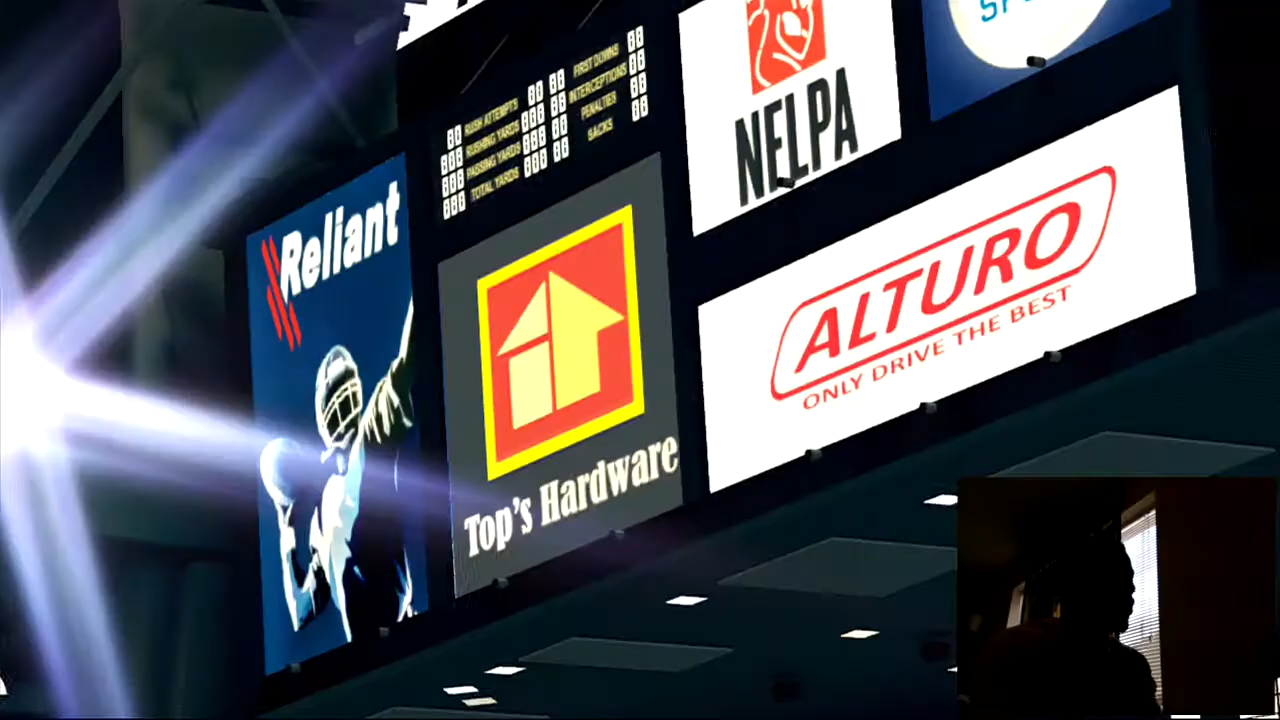 RUSH ATTEMPTS
RUSHING YARDS
PASSING YARDS
TOTAL YARDS
FIRST DOWNS
INTERCEPTIONS
PENALTIES
SACKS
NELPA
Reliant
Top's Hardware
ALTURO
ONLY DRIVE THE BEST